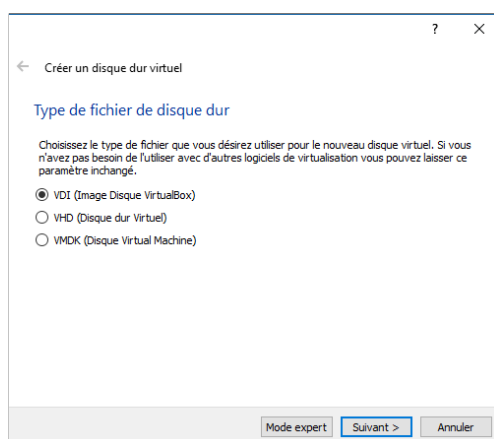 ?
Créer un disque dur virtuel
Type de fichier de disque dur
Choisissez le type de fichier que vous désirez utiliser pour le nouveau disque virtuel. Si vous
n'avez pas besoin de l'utiliser avec d'autres logiciels de virtualisation vous pouvez laisser ce
paramètre inchangé.
VDI (Image Disque VirtualBox)
VHD (Disque dur Virtuel)
VMDK (Disque Virtual Machine)
Mode expert Suivant > Annuler